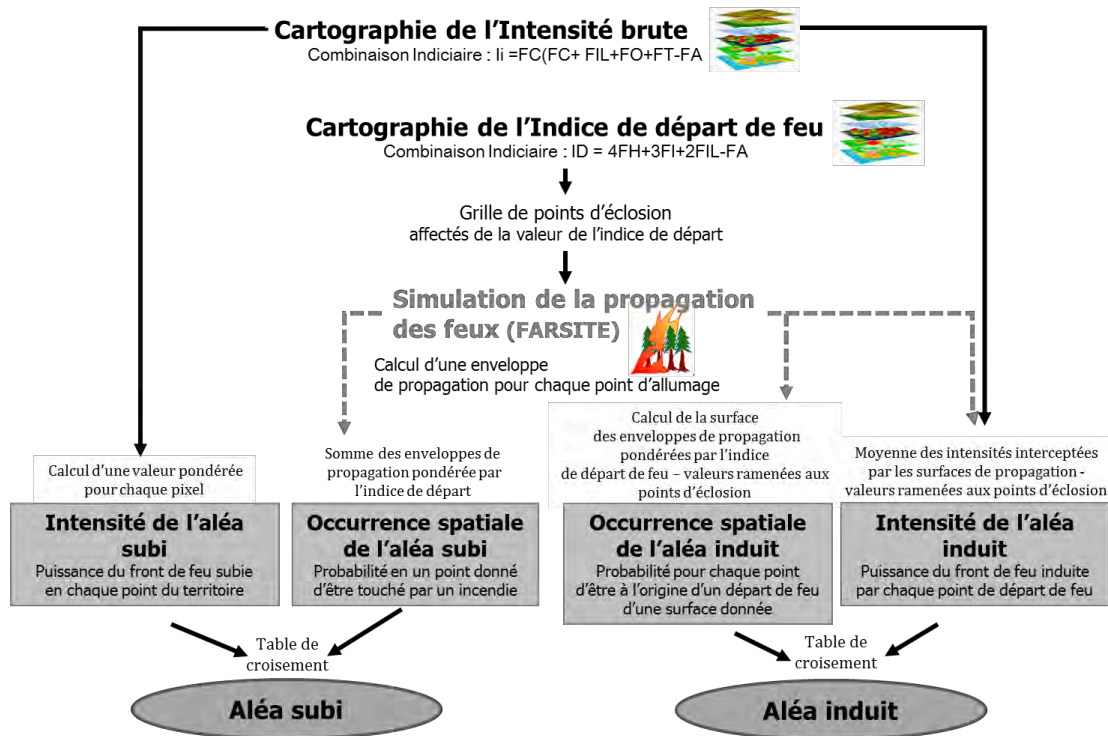 Cartographie de l'Intensité brute
Combinaison Indiciaire : Ii =FC(FC+ FIL+FO+FT-FA
Cartographie de l'Indice de départ de feu
Combinaison Indiciaire : ID = 4FH+3FI+2FIL-FA
Grille de points d'éclosion
affectés de la valeur de l'indice de départ
Simulation de la propagation
des feux (FARSITE)
Calcul d'une enveloppe
de propagation pour chaque point d'allumage
Calcul d'une valeur pondérée
pour chaque pixel
Somme des enveloppes de
propagation pondérée par
l'indice de départ
Calcul de la surface
des enveloppes de propagation
pondérées par l'indice
de départ de feu – valeurs ramenées aux
points d'éclosion
Moyenne des intensités interceptées
par les surfaces de propagation -
valeurs ramenées aux points d'éclosion
Intensité de l'aléa
subi
Puissance du front de feu subie
en chaque point du territoire
Occurrence spatiale
de l'aléa subi
Probabilité en un point donné
d'être touché par un incendie
Occurrence spatiale
de l'aléa induit
Probabilité pour chaque point
d'être à l'origine d'un départ de feu
d'une surface donnée
Intensité de l'aléa
induit
Puissance du front de feu induite
par chaque point de départ de feu
Table de
croisement
Table de
croisement
Aléa subi
Aléa induit